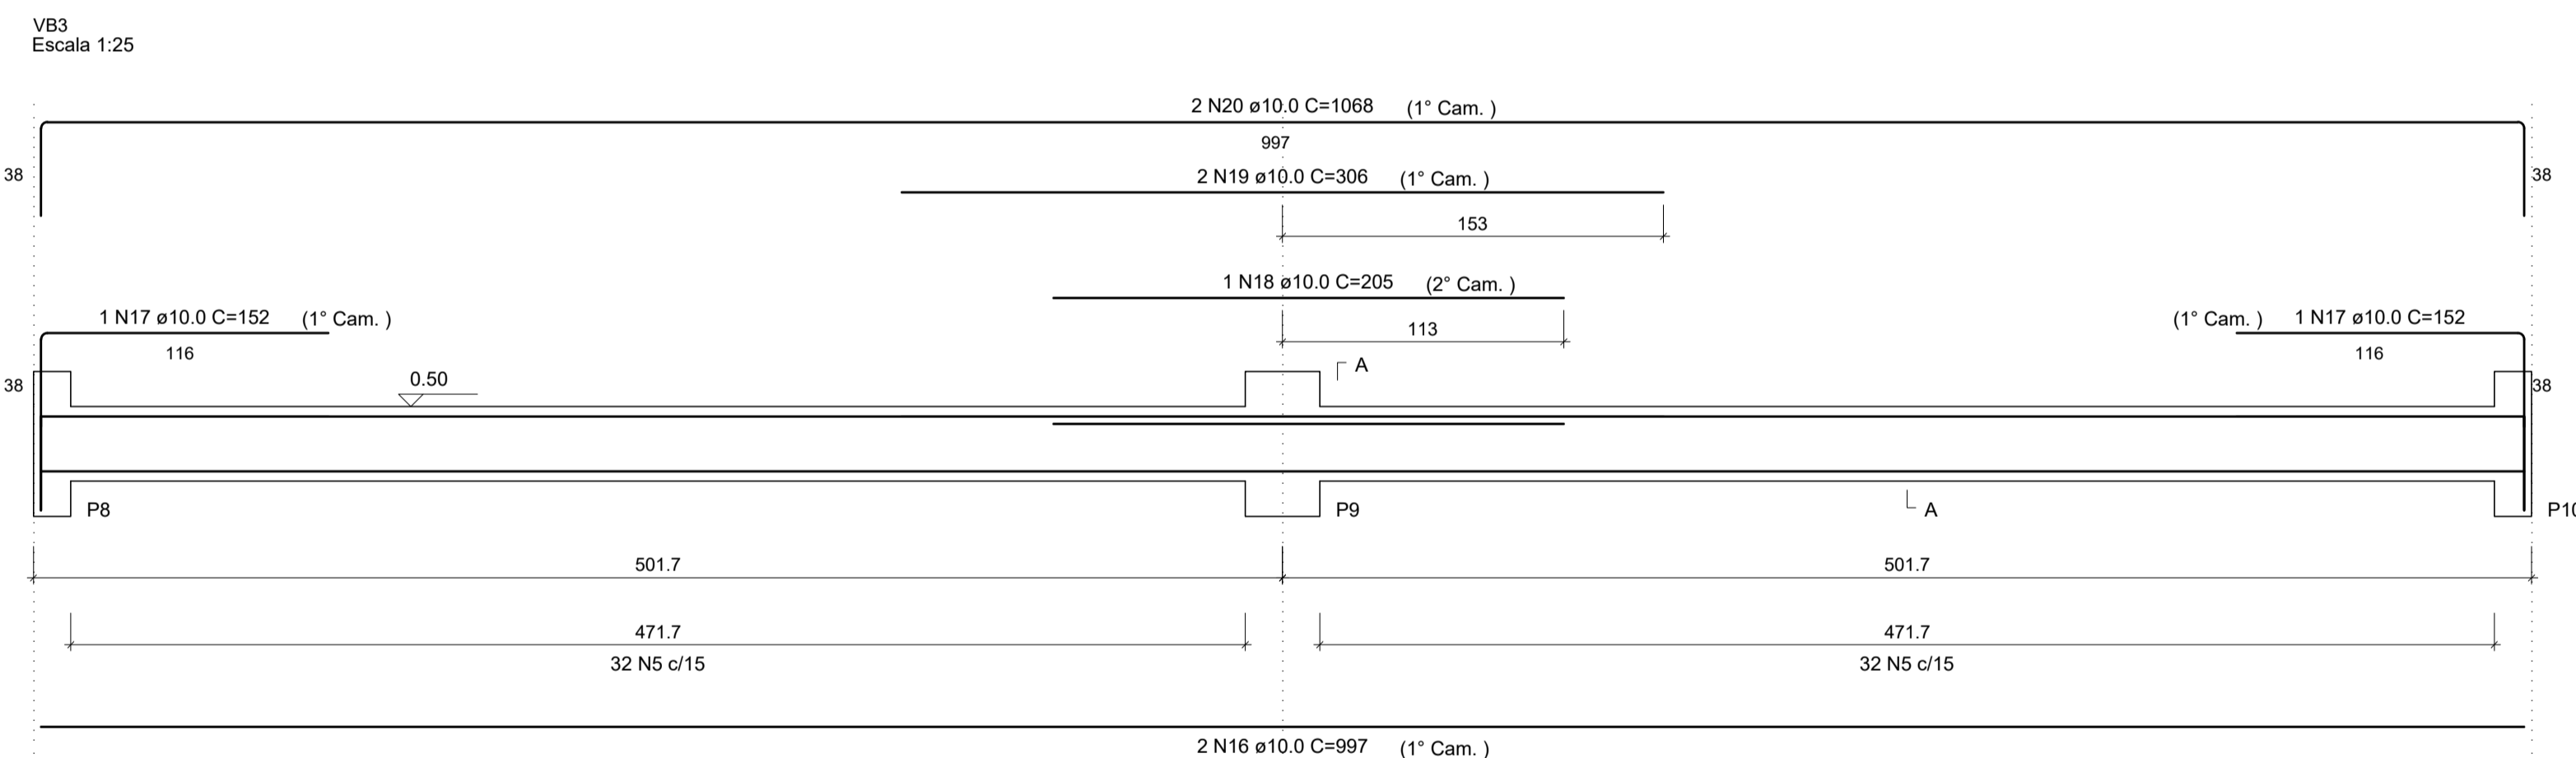 VB3
Escala 1:25
2 N20 ø10.0 C=1068 (1° Cam. )
997
38
38
2 N19 ø10.0 C=306 (1° Cam. )
153
1 N18 ø10.0 C=205 (2° Cam. )
113
1 N17 ø10.0 C=152 (1° Cam. )
(1° Cam. ) 1 N17 ø10.0 C=152
116
116
A
0.50
38
38
P8
P9
A
P10
501.7
501.7
471.7
471.7
32 N5 c/15
32 N5 c/15
2 N16 ø10.0 C=997 (1° Cam. )